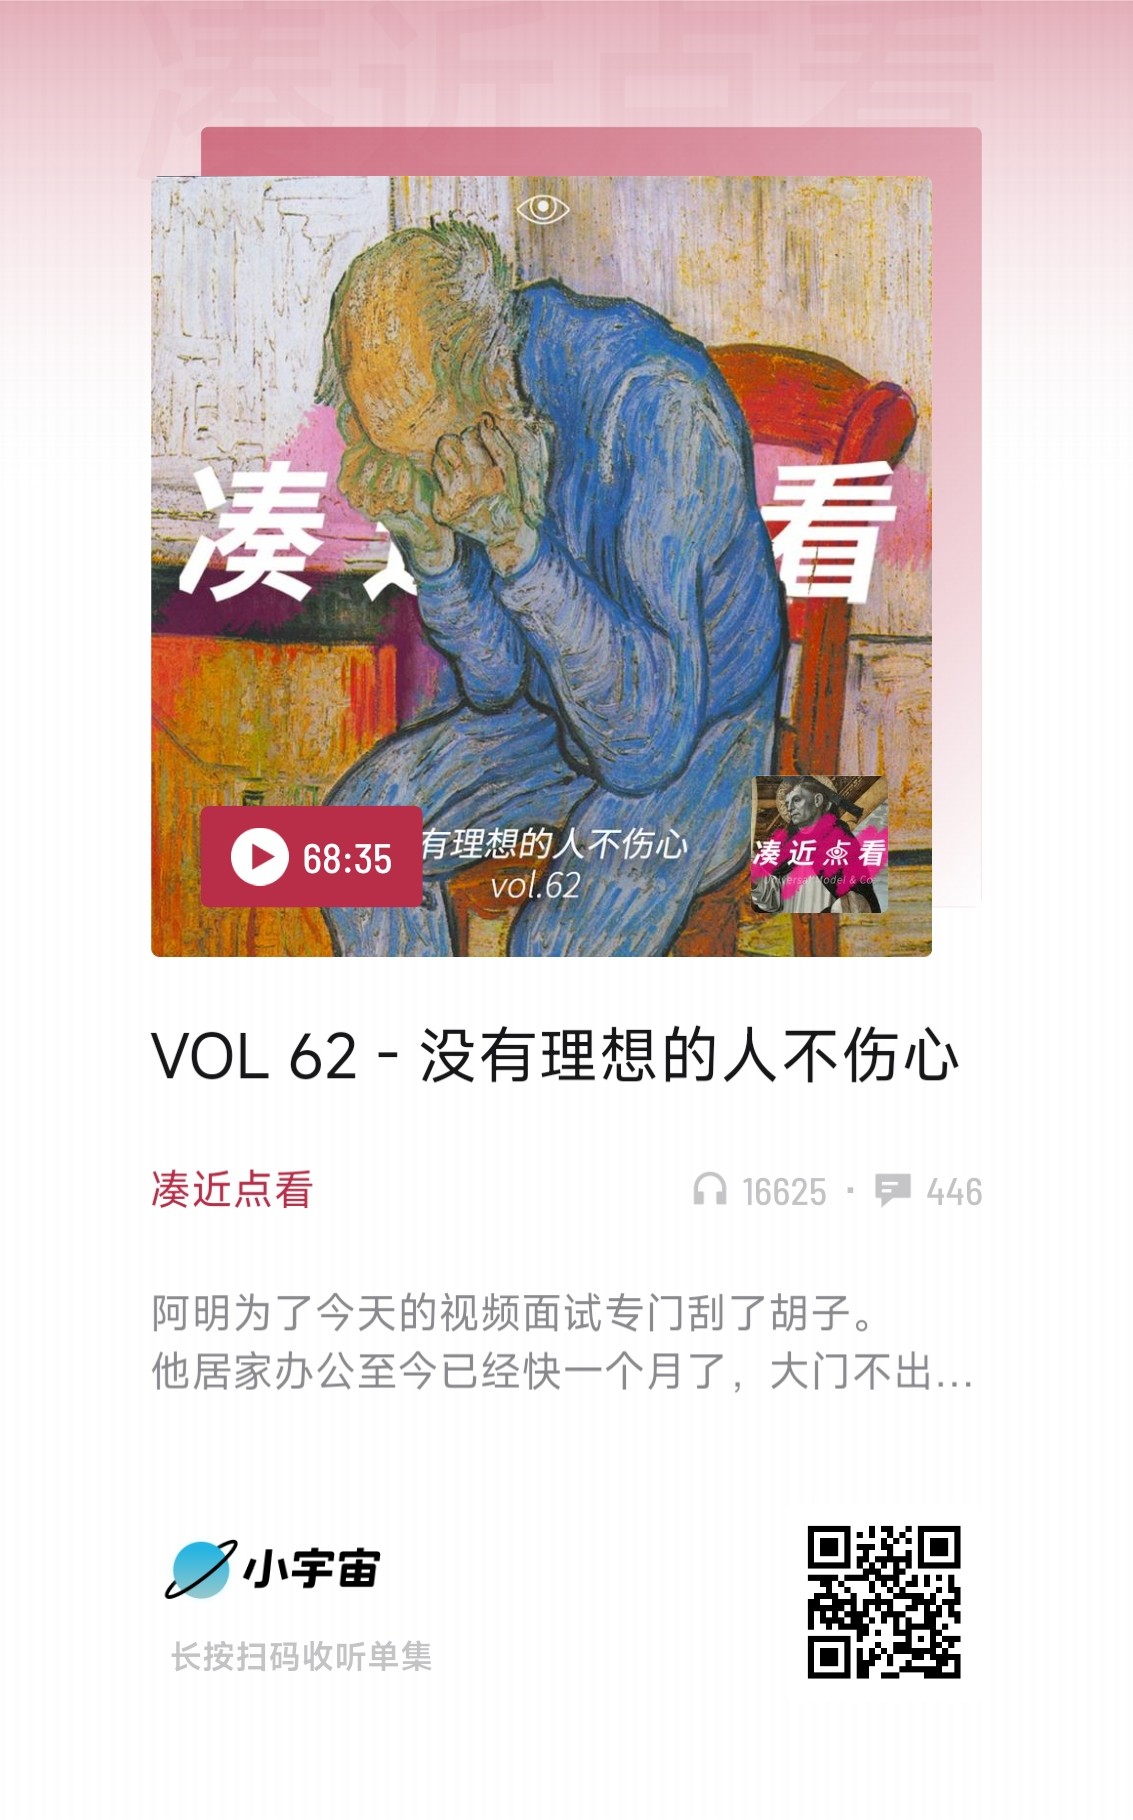 凑近点看
凑 看
68:35
有理想的人不伤心
vol.62
凑近点看
Universal Model & Co
VOL 62 - 没有理想的人不伤心
凑近点看
16625 · 446
阿明为了今天的视频面试专门刮了胡子。
他居家办公至今已经快一个月了，大门不出...
小宇宙
长按扫码收听单集